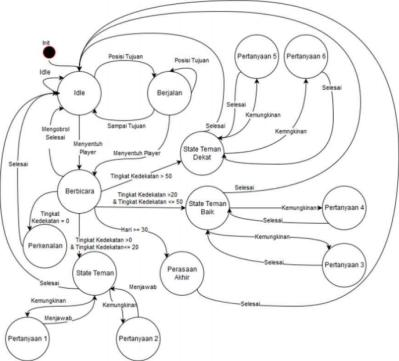 Init
Idle
Idle
Posisi Tujuan
Posisi Tujuan
Berjalan
Sampai Tujuan
Pertanyaan 5
Pertanyaan 6
Selesai
Selesai
Kemungkinan
Kemngkinan
State Teman
Dekat
Mengobrol
Selesai
Menyentuh
Player
Menyentuh Player
Selesai
Berbicara
Tingkat Kedekatan > 50
Tingkat Kedekatan >20
& Tingkat Kedekatan <= 50
Selesai
State Teman
Baik
Kemungkinan
Pertanyaan 4
Selesai
Tingkat
Kedekatan = 0
Perkenalan
Hari >= 30
Tingkat Kedekatan >0
& Tingkat Kedekatan<= 20
Kemungkinan
Selesai
Pertanyaan 3
State Teman
Perasaan
Akhir
Selesai
Selesai
Kemungkinan
Menjawab
Kemungkinan
Menjawab
Pertanyaan 1
Pertanyaan 2